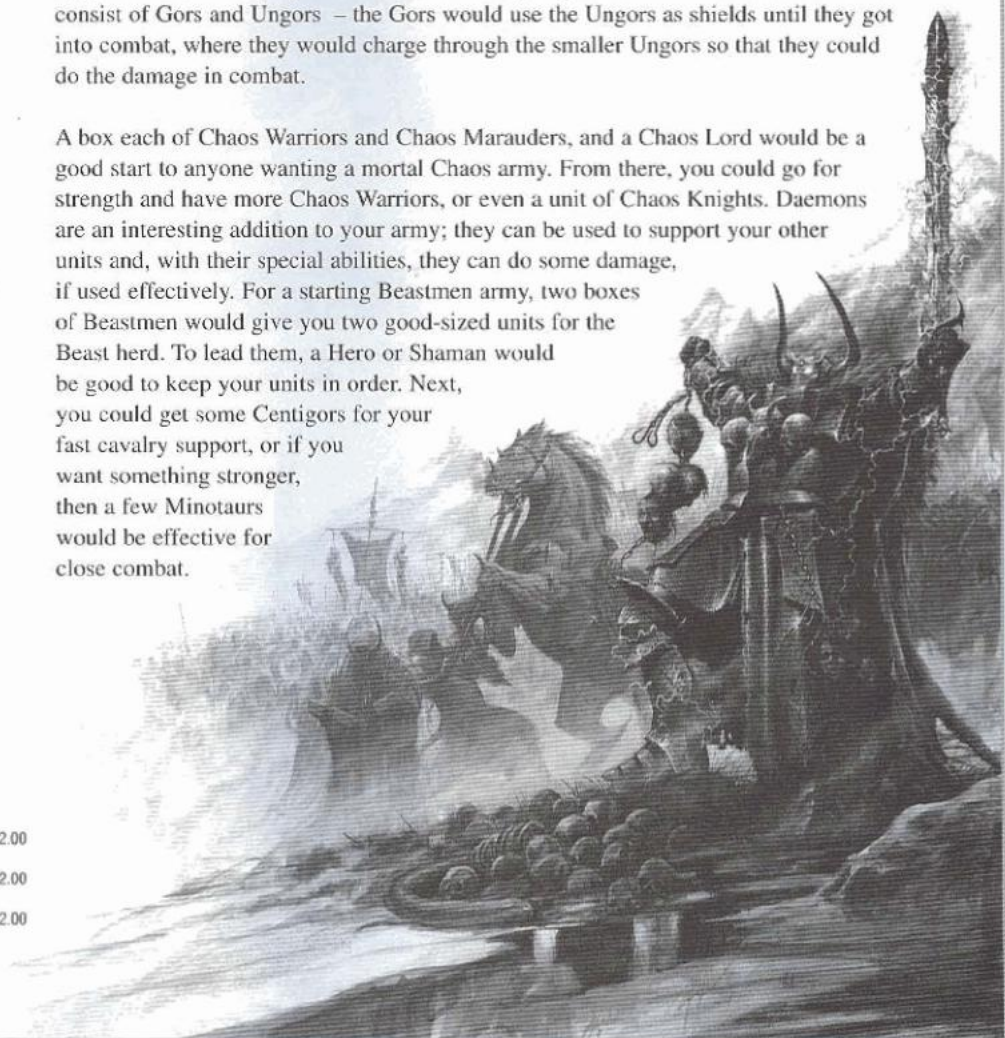 consist of Gors and Ungors – the Gors would use the Ungors as shields until they got
into combat, where they would charge through the smaller Ungors so that they could
do the damage in combat.
A box each of Chaos Warriors and Chaos Marauders, and a Chaos Lord would be a
good start to anyone wanting a mortal Chaos army. From there, you could go for
strength and have more Chaos Warriors, or even a unit of Chaos Knights. Daemons
are an interesting addition to your army; they can be used to support your other
units and, with their special abilities, they can do some damage,
if used effectively. For a starting Beastmen army, two boxes
of Beastmen would give you two good-sized units for the
Beast herd. To lead them, a Hero or Shaman would
be good to keep your units in order. Next,
you could get some Centigors for your
fast cavalry support, or if you
want something stronger,
then a few Minotaurs
would be effective for
close combat.
2.00
2.00
2.00